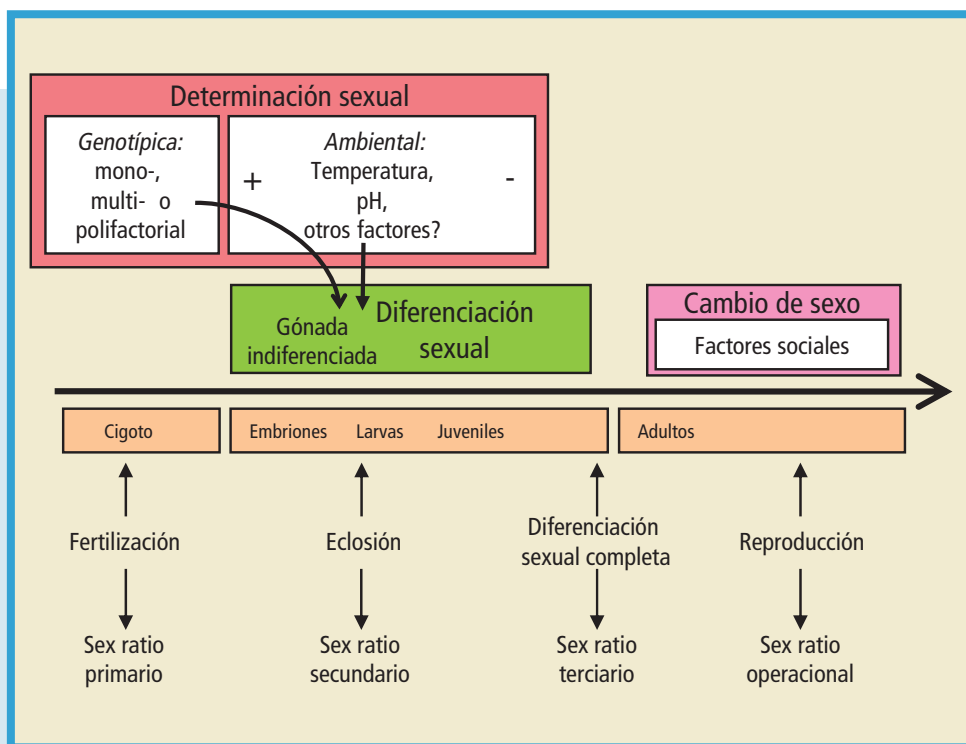 Determinación sexual
Genotípica:
mono-,
multi- o
polifactorial
+
Ambiental:
Temperatura,
pH,
otros factores?
-
Gónada
indiferenciada
Diferenciación
sexual
Cambio de sexo
Factores sociales
Cigoto
Embriones Larvas Juveniles
Adultos
Fertilización
Eclosión
Diferenciación
sexual completa
Reproducción
Sex ratio
primario
Sex ratio
secundario
Sex ratio
terciario
Sex ratio
operacional